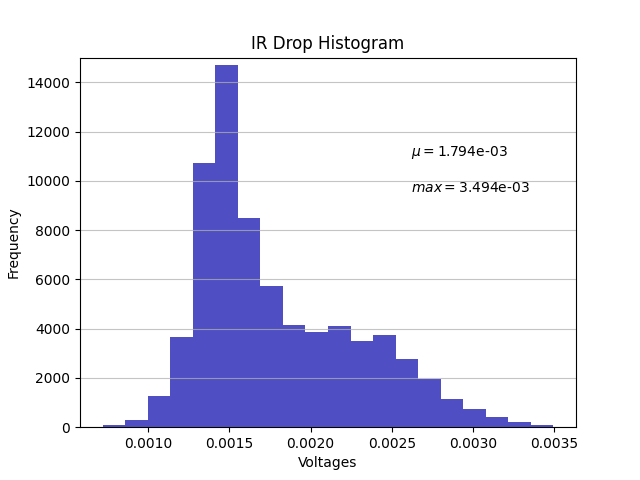 IR Drop Histogram
14000
12000
10000
8000
6000
4000
2000
0
Frequency
μ = 1.794e-03
max = 3.494e-03
0.0010 0.0015 0.0020 0.0025 0.0030 0.0035
Voltages